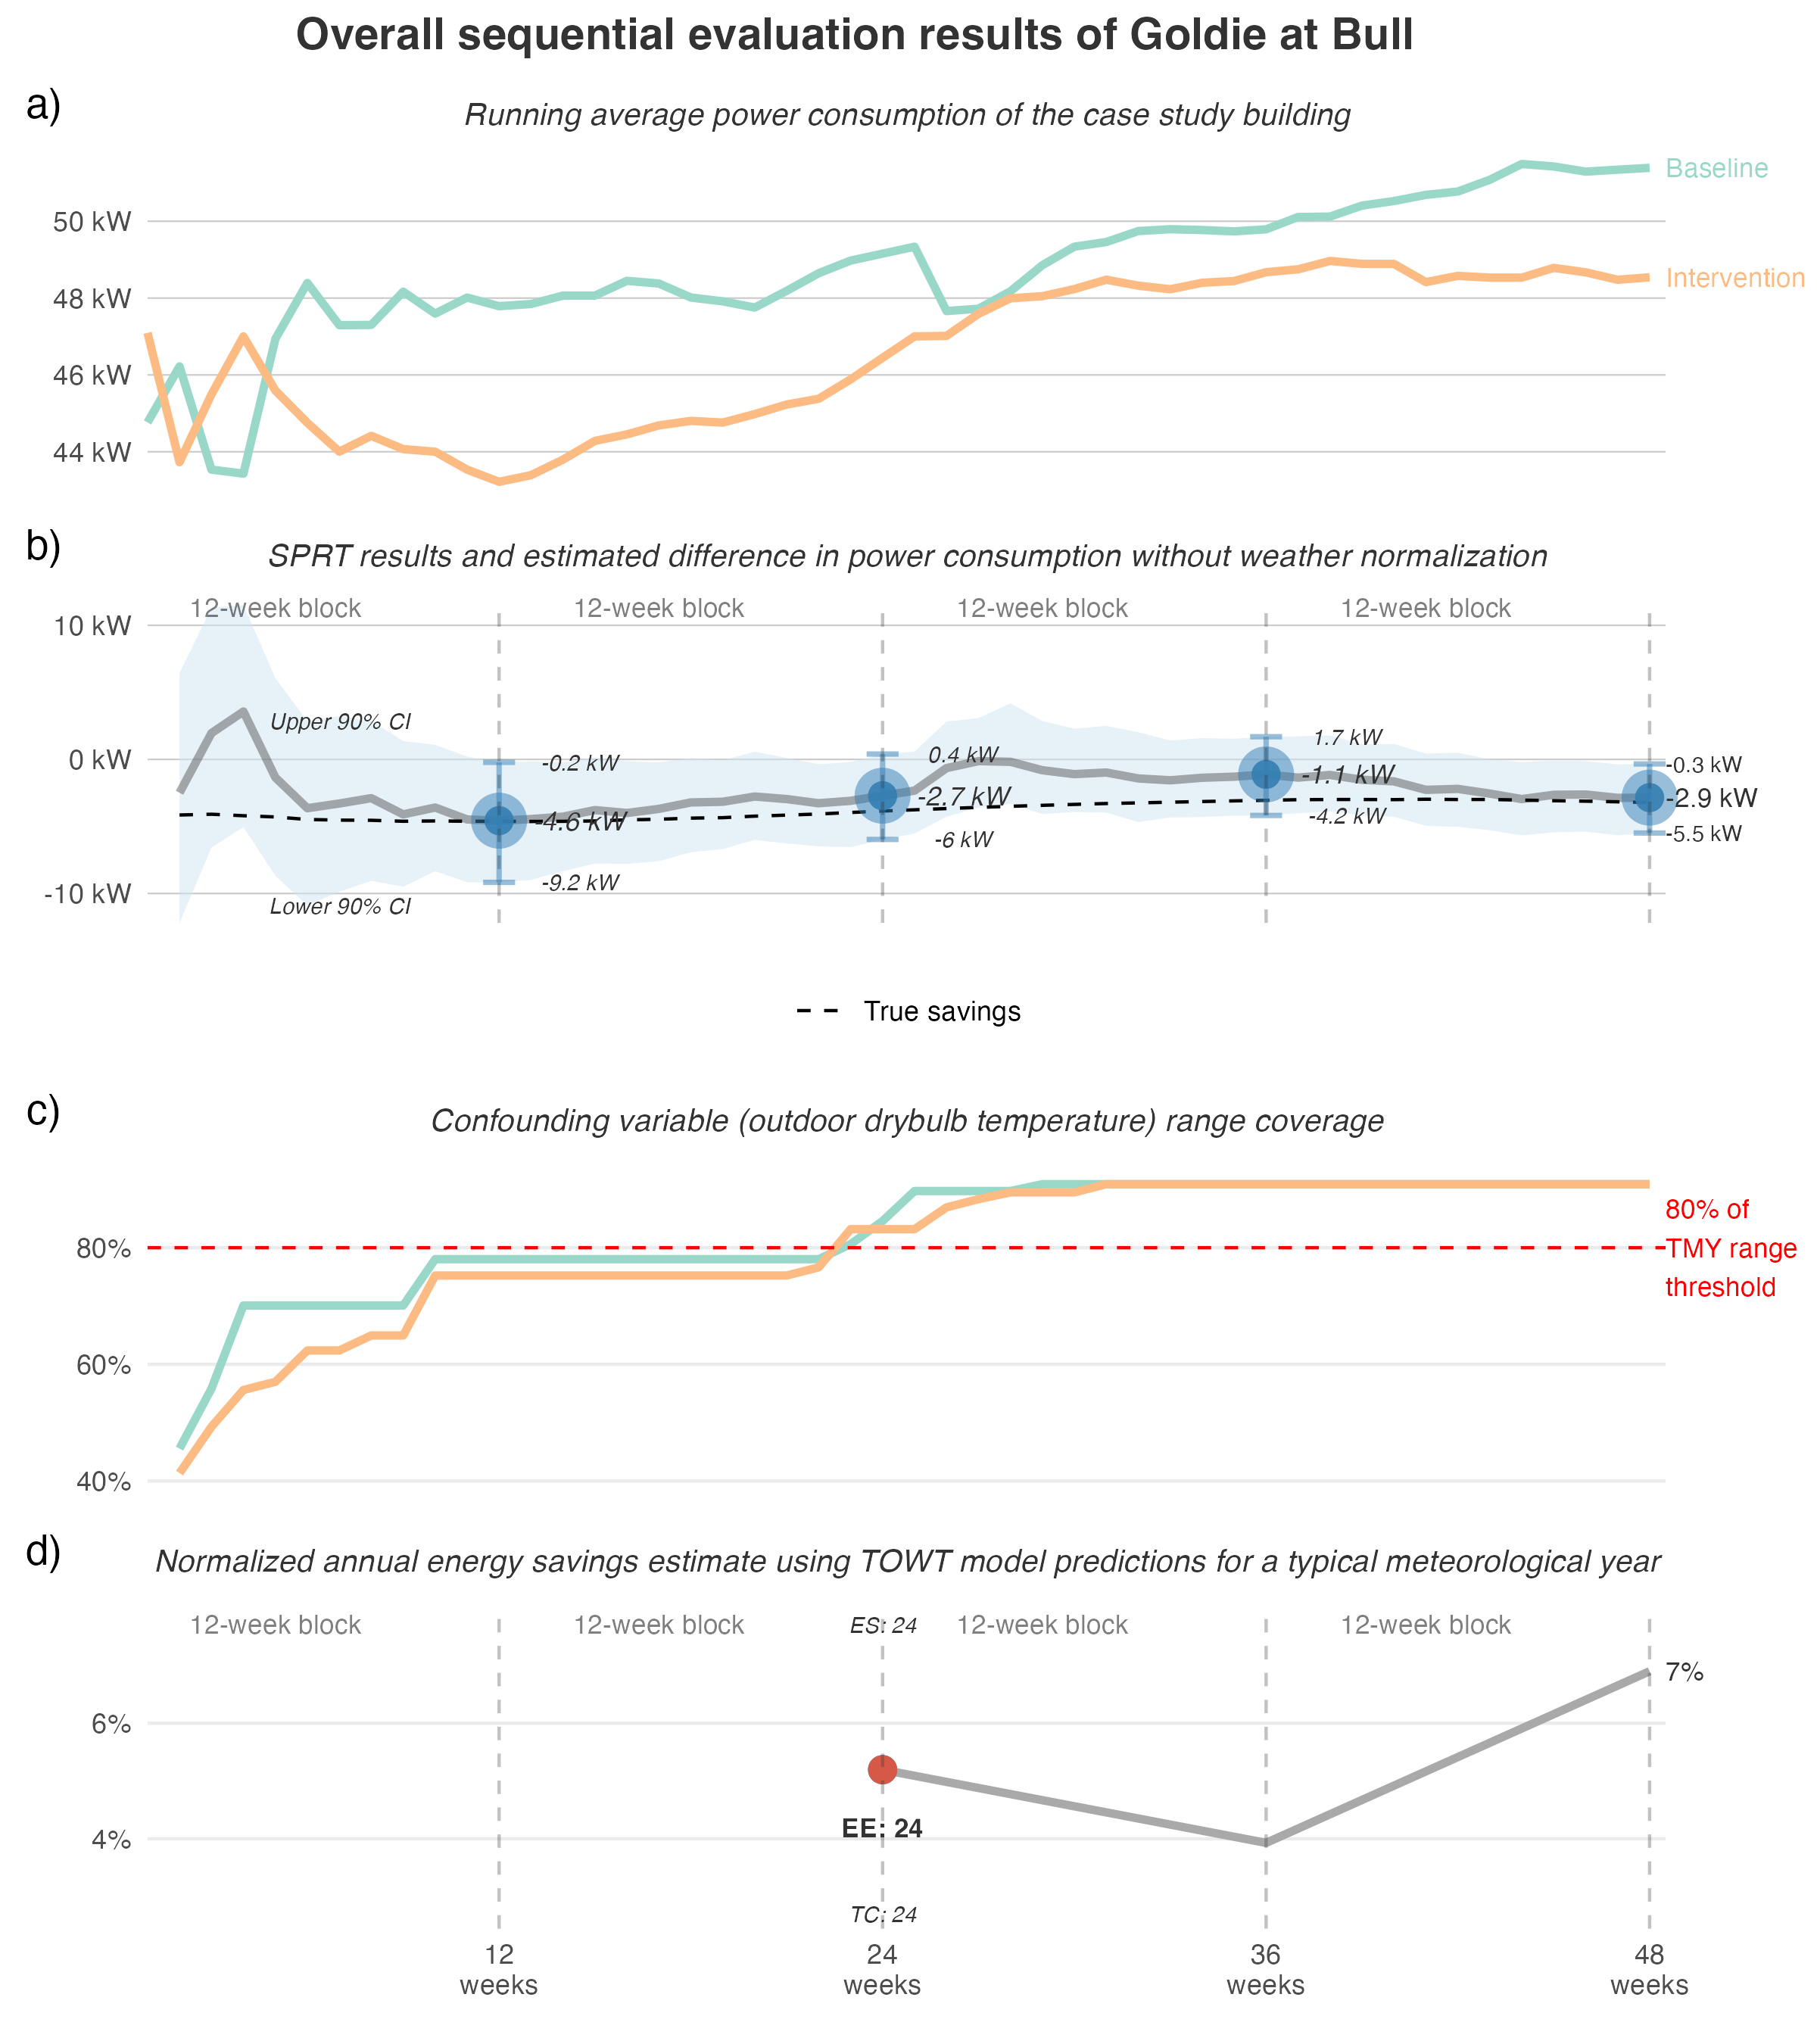 Overall sequential evaluation results of Goldie at Bull
a)
Running average power consumption of the case study building
Baseline
50 kW
Intervention
48 kW
46 kW
44 kW
b)
SPRT results and estimated difference in power consumption without weather normalization
12-week block 12-week block 12-week block 12-week block
10 kW
Upper 90% CI
1.7 kW
0.4 kW
0 kW
-0.2 kW
-0.3 kW
-1.1 kW
-2.7 kW
-2.9 kW
-4.6 kW
-4.2 kW
-5.5 kW
-6 kW
-9.2 kW
-10 kW
Lower 90% CI
True savings
c)
Confounding variable (outdoor drybulb temperature) range coverage
80% of
TMY range
threshold
80%
60%
40%
d)
Normalized annual energy savings estimate using TOWT model predictions for a typical meteorological year
12-week block 12-week block ES: 24 12-week block 12-week block
7%
6%
EE: 24
4%
TC: 24
12 24 36 48
weeks weeks weeks weeks